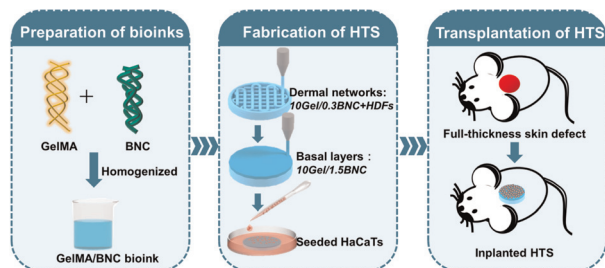 Preparation of bioinks
GelMA
BNC
Homogenized
GelMA/BNC bioink
Fabrication of HTS
Dermal networks:
10Gel/0.3BNC+HDFs
Basal layers :
10Gel/1.5BNC
Seeded HaCaTs
Transplantation of HTS
Full-thickness skin defect
Inplanted HTS